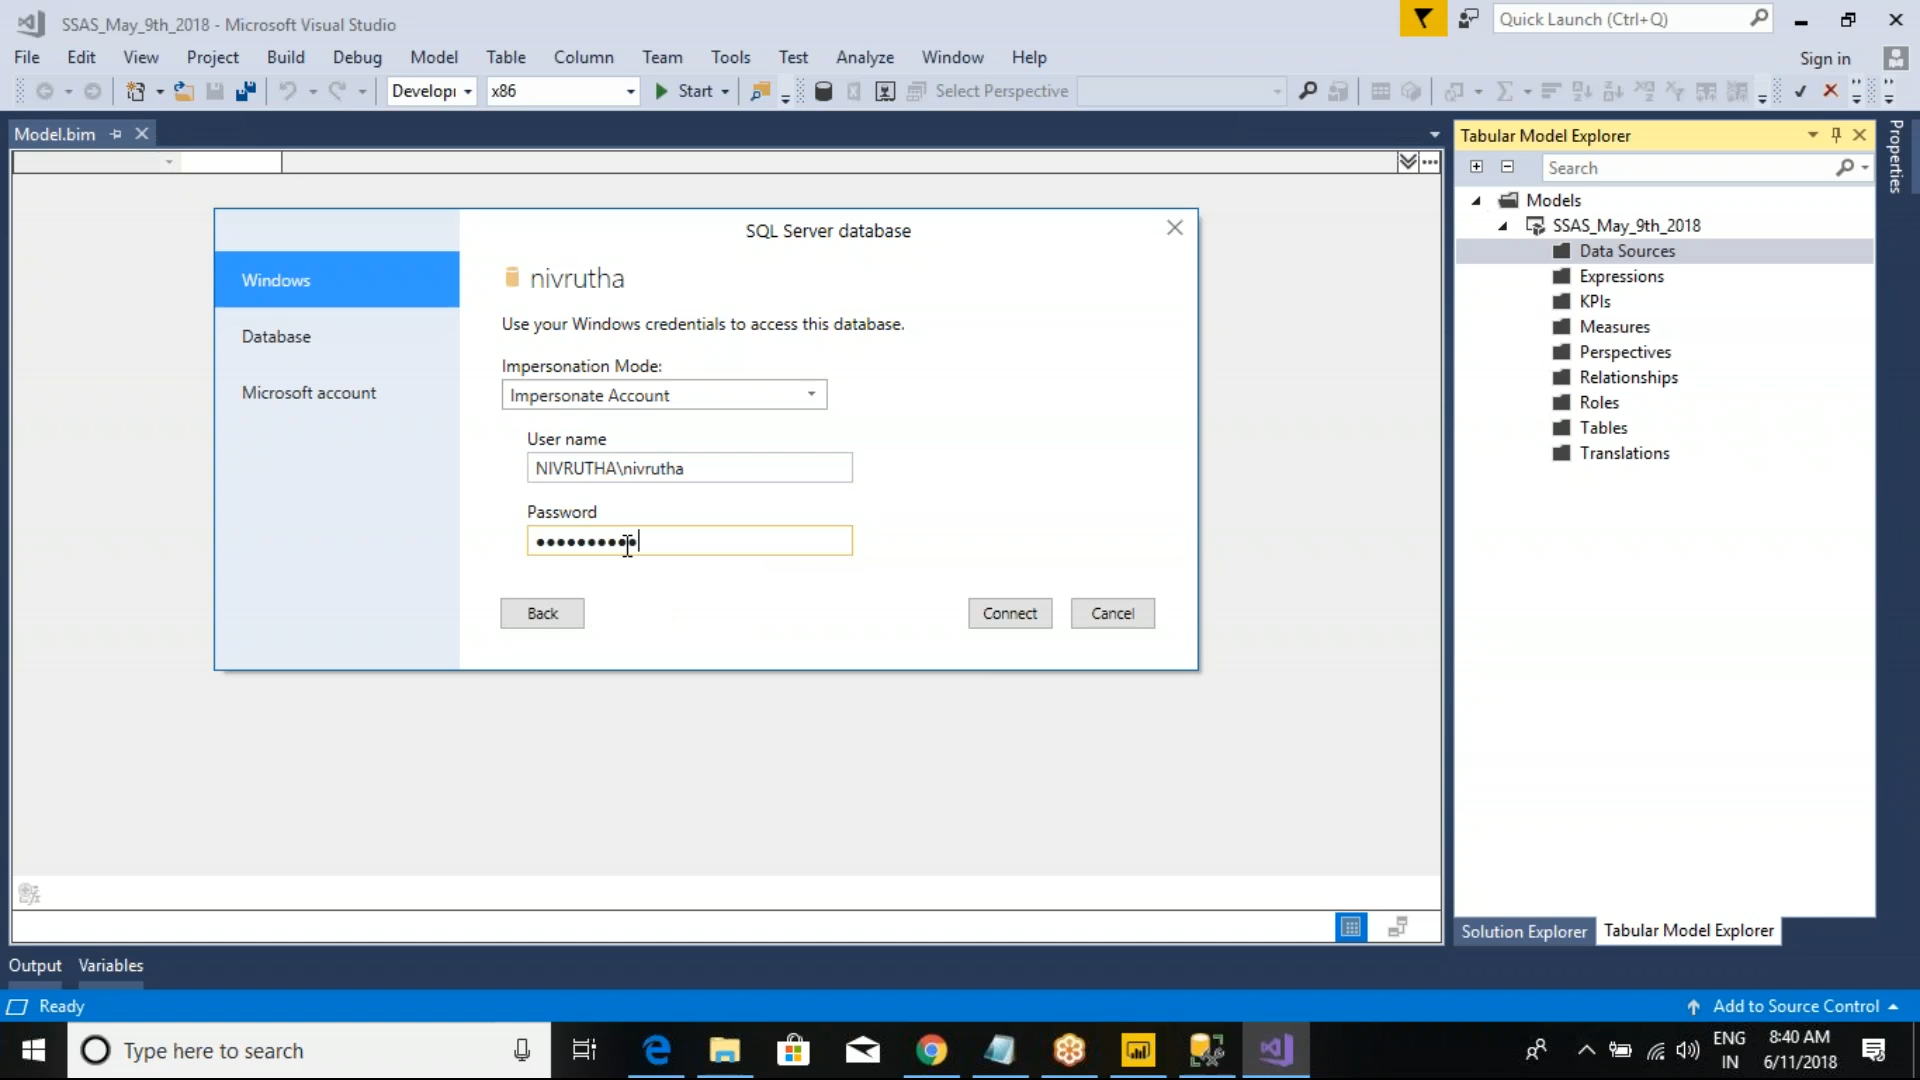 SSAS_May_9th_2018 - Microsoft Visual Studio
Quick Launch (Ctrl+Q)
File Edit View Project Build Debug Model Table Column Team Tools Test Analyze Window Help
Sign in
Developr x86 Start Select Perspective
Model.bim
Tabular Model Explorer
Properties
Search
Models
SSAS_May_9th_2018
Data Sources
Expressions
KPIs
Measures
Perspectives
Relationships
Roles
Tables
Translations
SQL Server database
Windows
Database
Microsoft account
nivrutha
Use your Windows credentials to access this database.
Impersonation Mode:
Impersonate Account
User name
NIVRUTHA\nivrutha
Password
Back Connect Cancel
Solution Explorer Tabular Model Explorer
Output Variables
Ready
Add to Source Control
Type here to search
ENG
IN
8:40 AM
6/11/2018